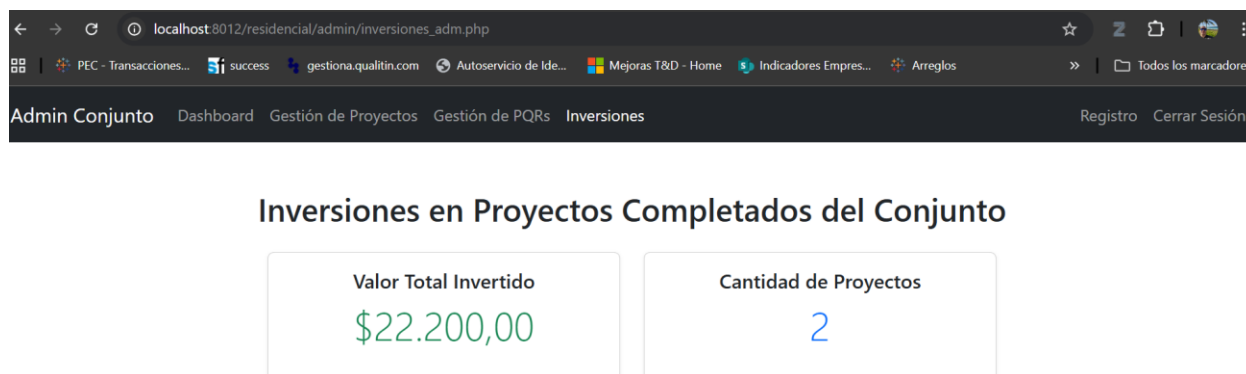 localhost:8012/residencial/admin/inversiones_adm.php
PEC - Transacciones... success gestiona.qualitin.com Autoservicio de Ide... Mejoras T&D - Home Indicadores Empres... Arreglos » Todos los marcadore
Admin Conjunto Dashboard Gestión de Proyectos Gestión de PQRs Inversiones Registro Cerrar Sesión
Inversiones en Proyectos Completados del Conjunto
Valor Total Invertido Cantidad de Proyectos
$22.200,00 2